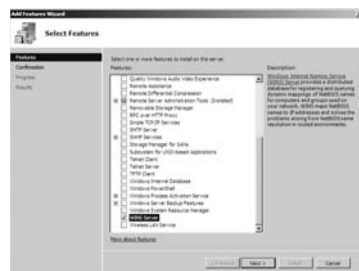 Add Features Wizard
Select Features
Features
Confirmation
Progress
Results
Select one or more features to install on this server.
Features:
Quality Windows Audio Video Experience
Remote Assistance
Remote Differential Compression
Remote Server Administration Tools (Installed)
Removable Storage Manager
RPC over HTTP Proxy
Simple TCP/IP Services
SMTP Server
SNMP Services
Storage Manager for SANs
Subsystem for UNIX-based Applications
Telnet Client
Telnet Server
TFTP Client
Windows Internal Database
Windows PowerShell
Windows Process Activation Service
Windows Server Backup Features
Windows System Resource Manager
WINS Server
Wireless LAN Service
More about features
Description:
Windows Internet Naming Service
(WINS) Server provides a distributed
database for registering and querying
dynamic mappings of NetBIOS names
for computers and groups used on
your network. WINS maps NetBIOS
names to IP addresses and solves the
problems arising from NetBIOS name
resolution in routed environments.
< Previous
Next >
Install
Cancel